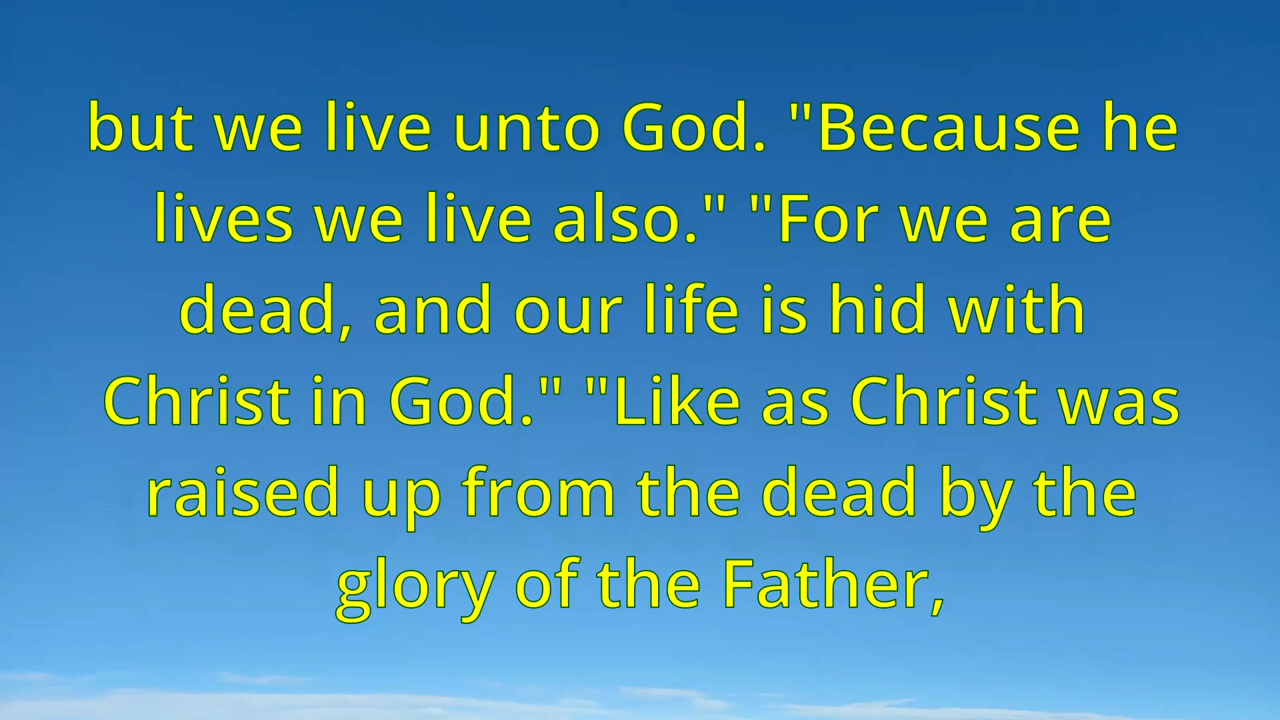 but we live unto God. "Because he
lives we live also." "For we are
dead, and our life is hid with
Christ in God." "Like as Christ was
raised up from the dead by the
glory of the Father,